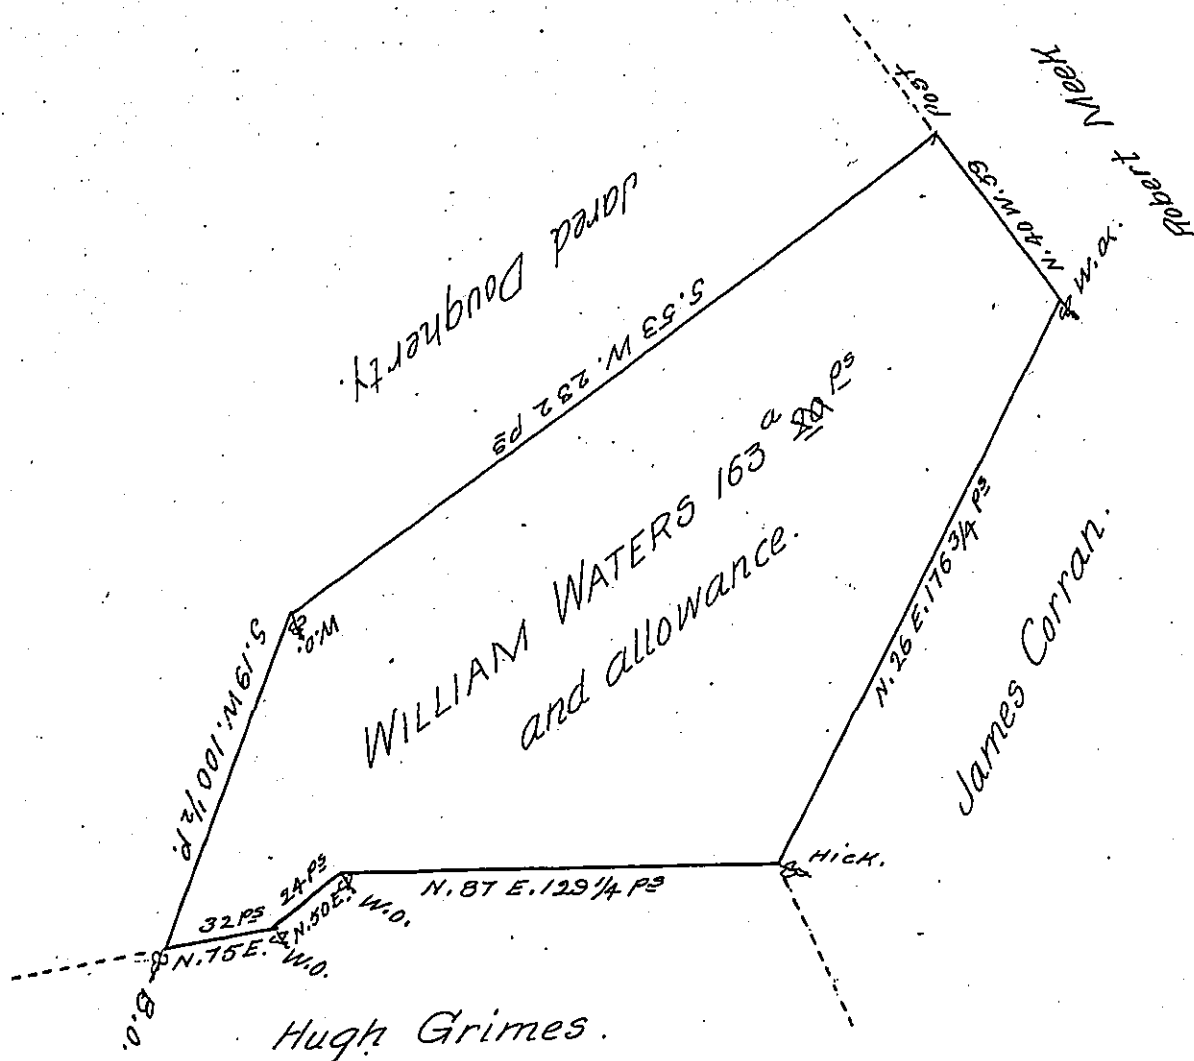 Robert Meek
Post
N. 40 W. 59
W. O.
Jared Dougherty.
S. 53 W. 232 Ps
WILLIAM WATERS 163 a Ps
and allowance.
N. 26 E. 176 3/4 Ps
James Corran.
W.O.
S. 19 W. 100 1/2 P.
Hick.
N. 87 E. 129 1/4 Ps
24 Ps
N. 50 E.
W.O.
32 Ps
N. 75 E.
W.O.
B.O.
Hugh Grimes.